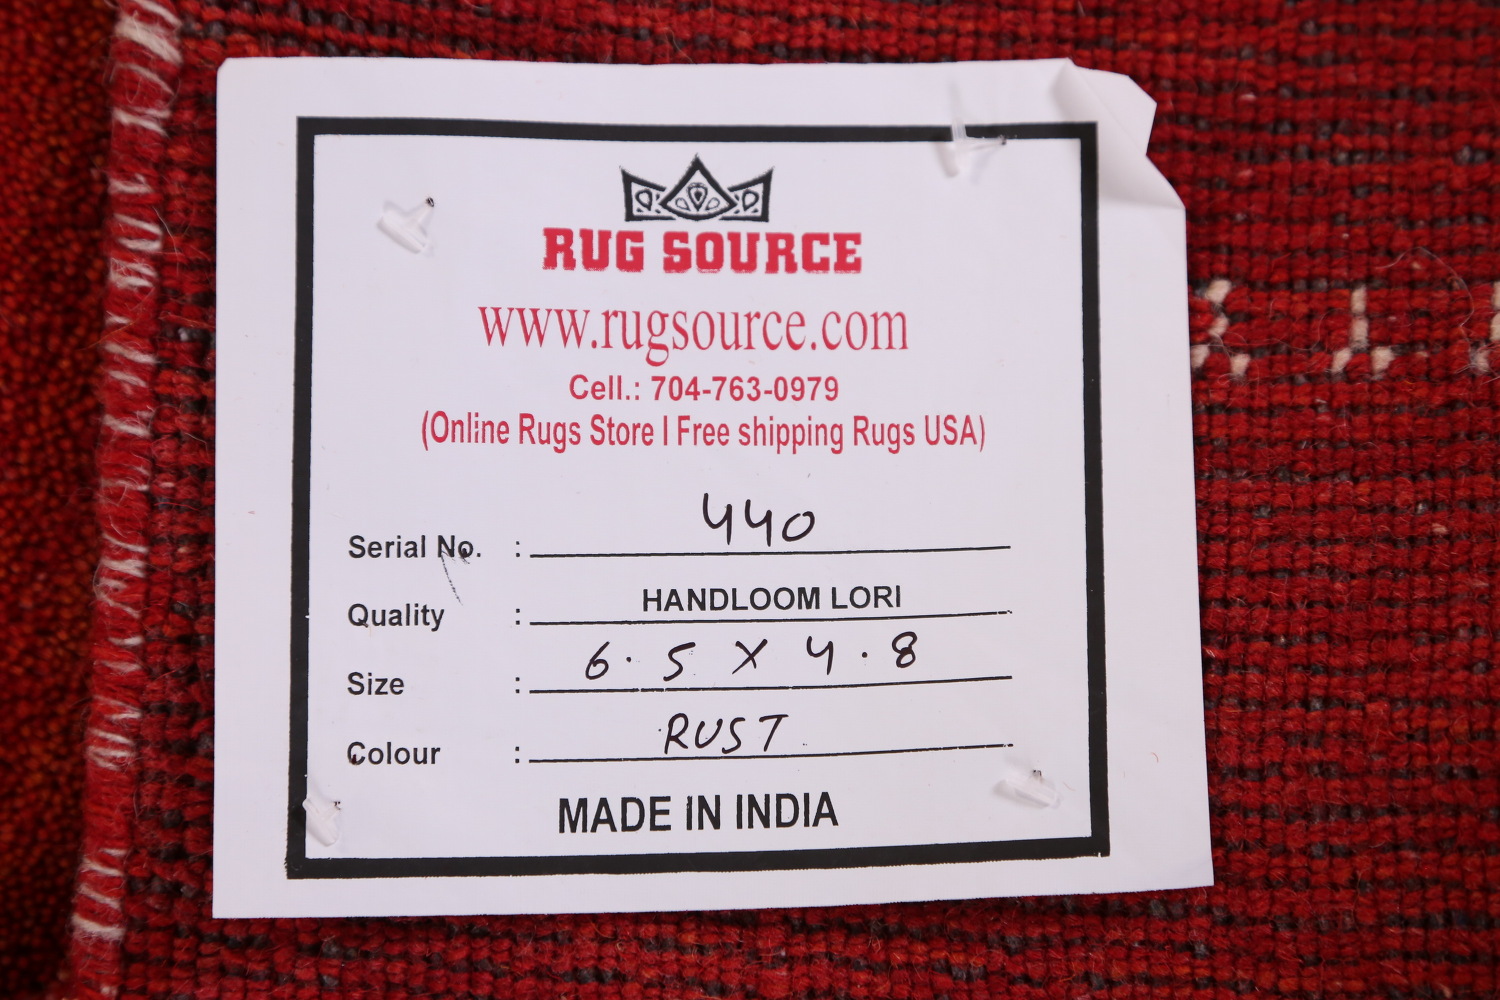 RUG SOURCE
www.rugsource.com
Cell.: 704-763-0979
(Online Rugs Store I Free shipping Rugs USA)
Serial No. : 440
Quality : HANDLOOM LORI
Size : 6.5 X 4.8
Colour : RUST
MADE IN INDIA